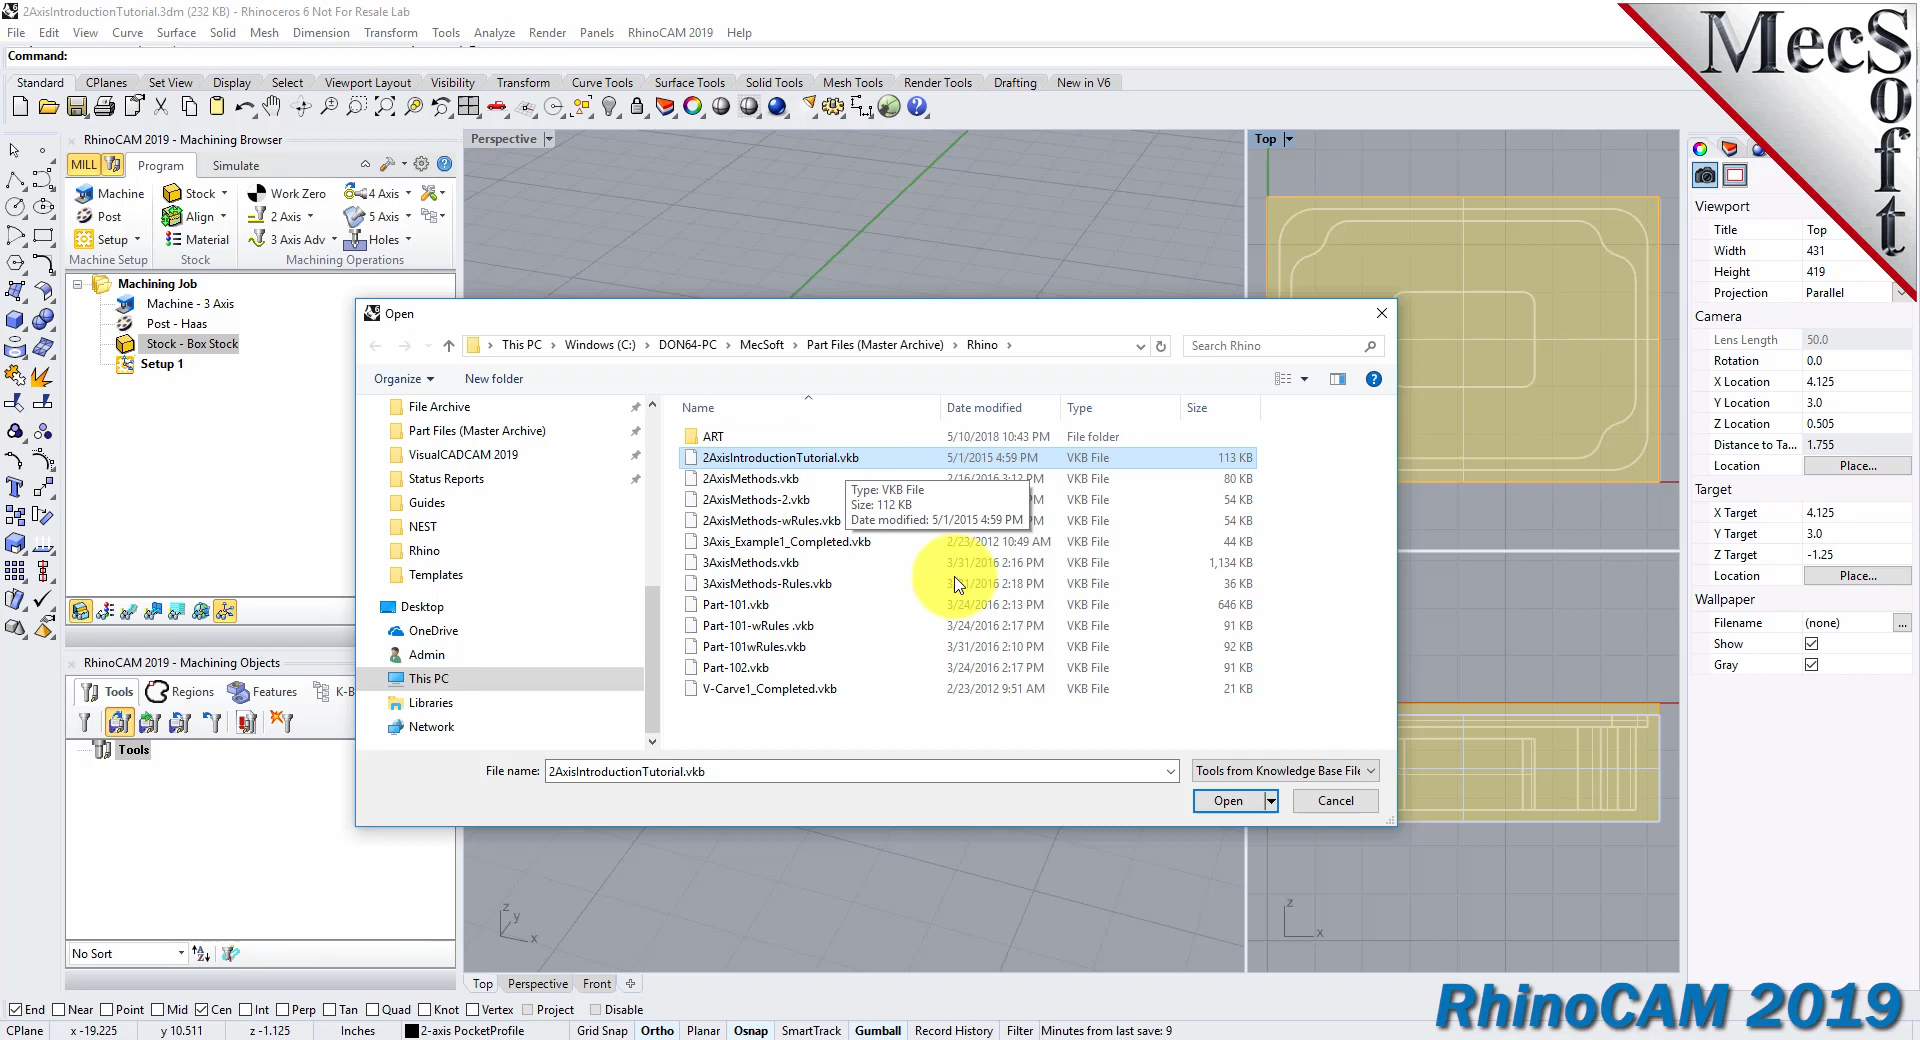 2AxisIntroductionTutorial.3dm (232 KB) - Rhinoceros 6 Not For Resale Lab
File Edit View Curve Surface Solid Mesh Dimension Transform Tools Analyze Render Panels RhinoCAM 2019 Help
Command:
Standard CPlanes Set View Display Select Viewport Layout Visibility Transform Curve Tools Surface Tools Solid Tools Mesh Tools Render Tools Drafting New in V6
MecSoft
RhinoCAM 2019 - Machining Browser
MILL Program Simulate
Machine Stock Work Zero 4 Axis
Post Align 2 Axis 5 Axis
Setup Material 3 Axis Adv Holes
Machine Setup Stock Machining Operations
Machining Job
Machine - 3 Axis
Post - Haas
Stock - Box Stock
Setup 1
RhinoCAM 2019 - Machining Objects
Tools Regions Features K-B
Tools
No Sort
Perspective
Top
z
y
x
z
x
Open
This PC Windows (C:) DON64-PC MecSoft Part Files (Master Archive) Rhino
Search Rhino
Organize New folder
File Archive
Part Files (Master Archive)
VisualCADCAM 2019
Status Reports
Guides
NEST
Rhino
Templates
Desktop
OneDrive
Admin
This PC
Libraries
Network
Name Date modified Type Size
ART 5/10/2018 10:43 PM File folder
2AxisIntroductionTutorial.vkb 5/1/2015 4:59 PM VKB File 113 KB
2AxisMethods.vkb 2/16/2016 3:12 PM VKB File 80 KB
2AxisMethods-2.vkb PM VKB File 54 KB
2AxisMethods-wRules.vkb PM VKB File 54 KB
3Axis_Example1_Completed.vkb 2/23/2012 10:49 AM VKB File 44 KB
3AxisMethods.vkb 3/31/2016 2:16 PM VKB File 1,134 KB
3AxisMethods-Rules.vkb 3/31/2016 2:18 PM VKB File 36 KB
Part-101.vkb 3/24/2016 2:13 PM VKB File 646 KB
Part-101-wRules .vkb 3/24/2016 2:17 PM VKB File 91 KB
Part-101wRules.vkb 3/31/2016 2:10 PM VKB File 92 KB
Part-102.vkb 3/24/2016 2:17 PM VKB File 91 KB
V-Carve1_Completed.vkb 2/23/2012 9:51 AM VKB File 21 KB
Type: VKB File
Size: 112 KB
Date modified: 5/1/2015 4:59 PM
File name: 2AxisIntroductionTutorial.vkb Tools from Knowledge Base File
Open Cancel
Viewport
Title Top
Width 431
Height 419
Projection Parallel
Camera
Lens Length 50.0
Rotation 0.0
X Location 4.125
Y Location 3.0
Z Location 0.505
Distance to Ta... 1.755
Location Place...
Target
X Target 4.125
Y Target 3.0
Z Target -1.25
Location Place...
Wallpaper
Filename (none) ...
Show
Gray
Top Perspective Front
RhinoCAM 2019
End Near Point Mid Cen Int Perp Tan Quad Knot Vertex Project Disable
CPlane x -19.225 y 10.511 z -1.125 Inches 2-axis PocketProfile Grid Snap Ortho Planar Osnap SmartTrack Gumball Record History Filter Minutes from last save: 9